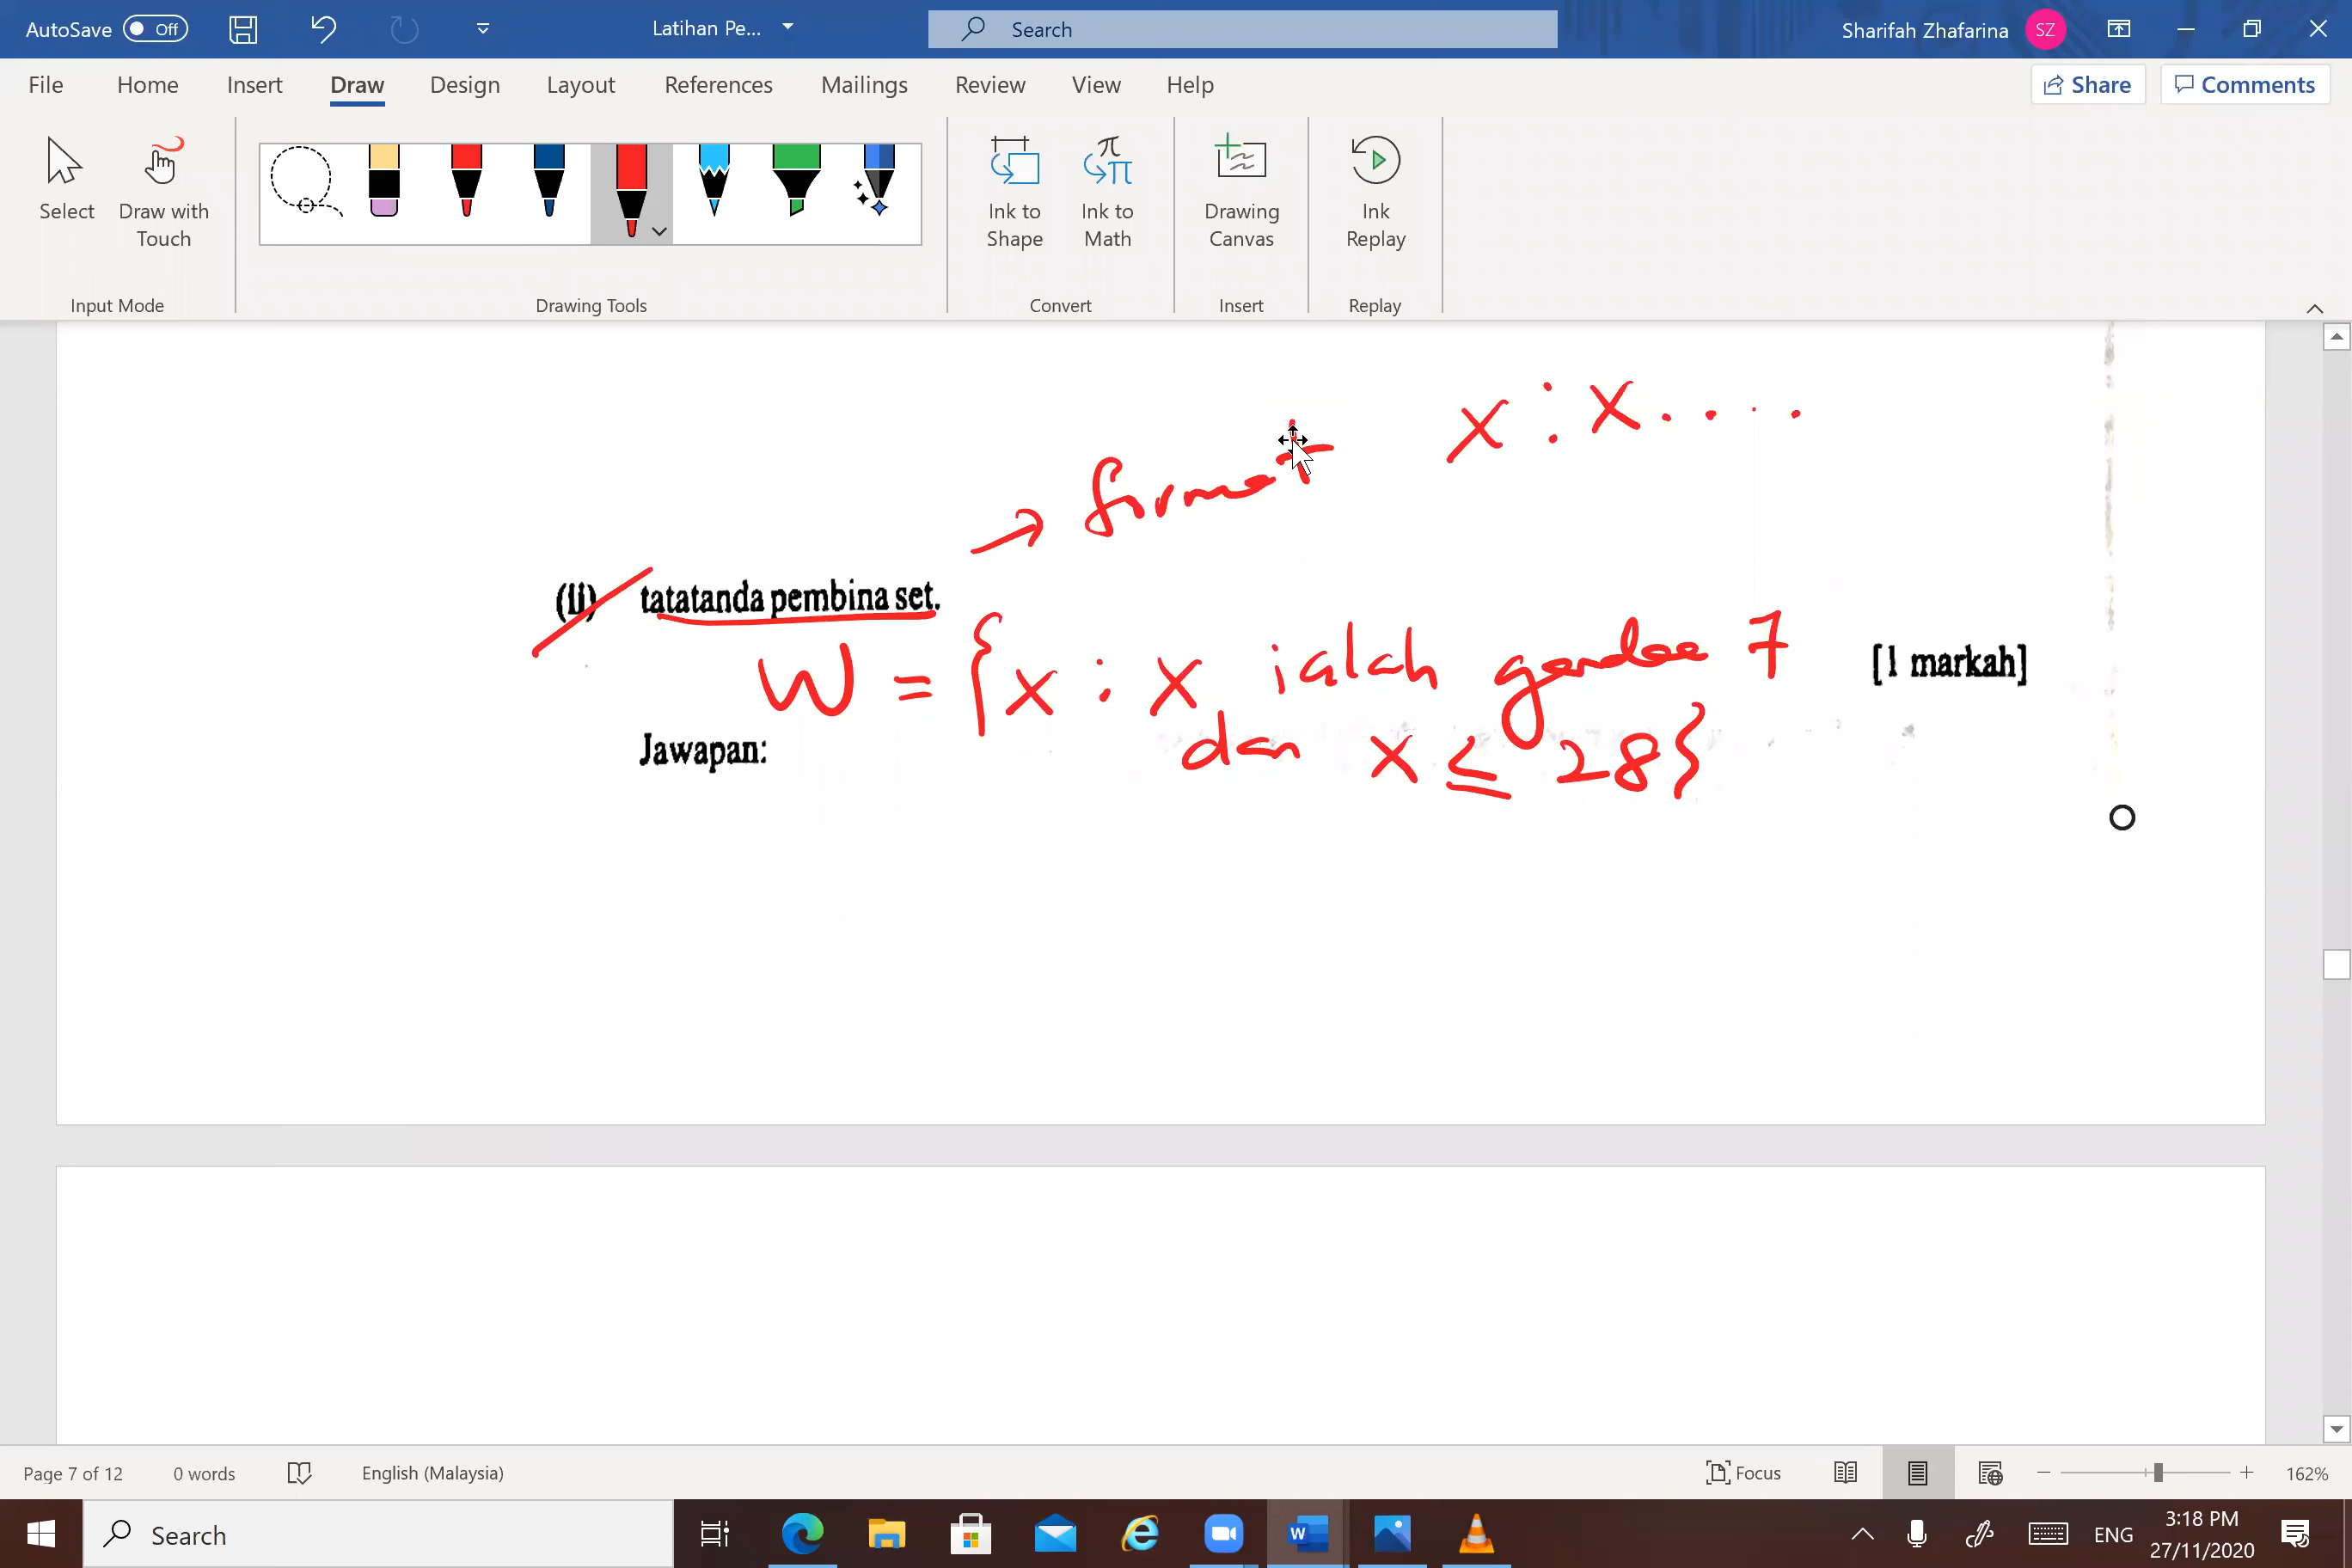 AutoSave Off Latihan Pe... Search Sharifah Zhafarina SZ
File Home Insert Draw Design Layout References Mailings Review View Help Share Comments
Select Draw with Touch Ink to Shape Ink to Math Drawing Canvas Ink Replay
Input Mode Drawing Tools Convert Insert Replay
→ format x : x . . . .
(ii) tatatanda pembina set.
W = {x : x ialah gandaa 7 [1 markah]
dan x ≤ 28}
Jawapan:
Page 7 of 12 0 words English (Malaysia) Focus 162%
Search ENG 3:18 PM
27/11/2020